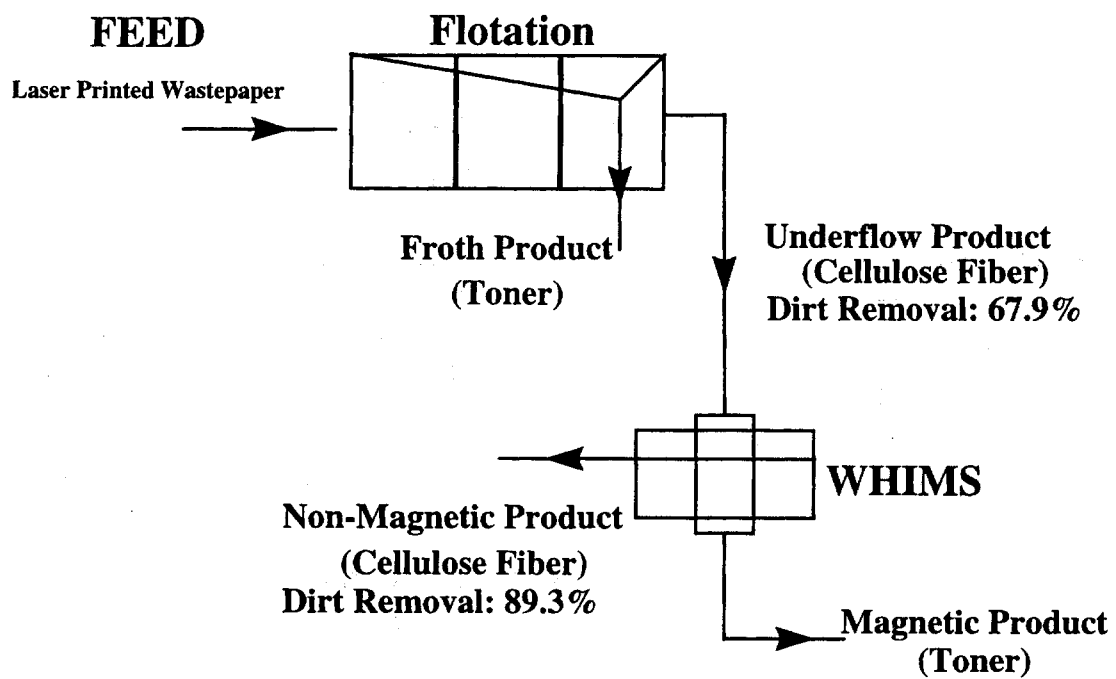 FEED
Laser Printed Wastepaper
Flotation
Froth Product
(Toner)
Underflow Product
(Cellulose Fiber)
Dirt Removal: 67.9%
WHIMS
Non-Magnetic Product
(Cellulose Fiber)
Dirt Removal: 89.3%
Magnetic Product
(Toner)